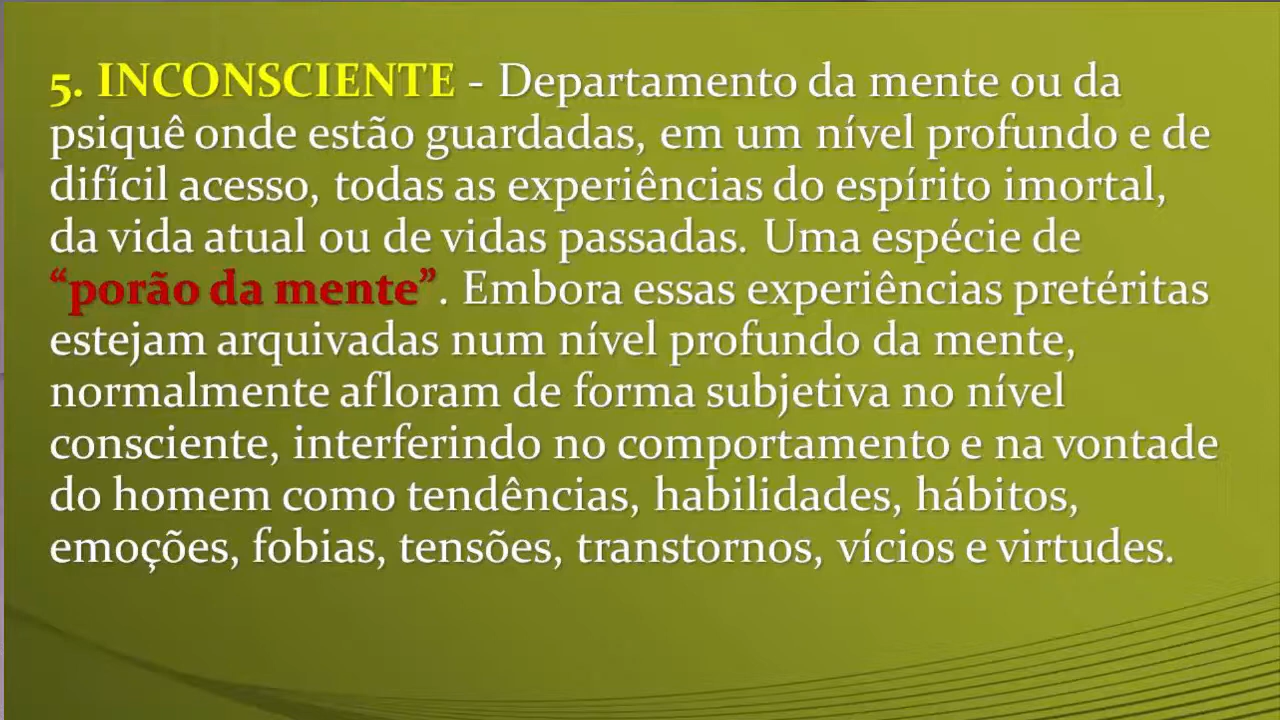 5. INCONSCIENTE - Departamento da mente ou da
psiquê onde estão guardadas, em um nível profundo e de
difícil acesso, todas as experiências do espírito imortal,
da vida atual ou de vidas passadas. Uma espécie de
“porão da mente”. Embora essas experiências pretéritas
estejam arquivadas num nível profundo da mente,
normalmente afloram de forma subjetiva no nível
consciente, interferindo no comportamento e na vontade
do homem como tendências, habilidades, hábitos,
emoções, fobias, tensões, transtornos, vícios e virtudes.